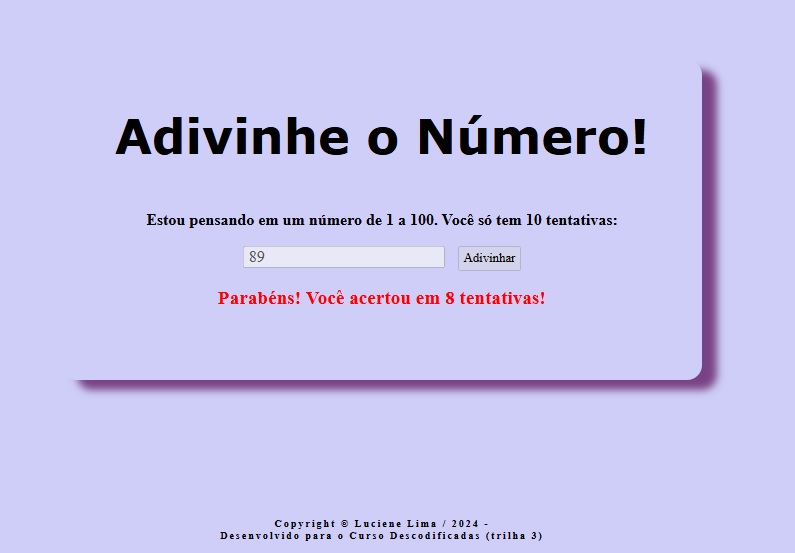 Adivinhe o Número!
Estou pensando em um número de 1 a 100. Você só tem 10 tentativas:
89 Adivinhar
Parabéns! Você acertou em 8 tentativas!
Copyright © Luciene Lima / 2024 -
Desenvolvido para o Curso Descodificadas (trilha 3)